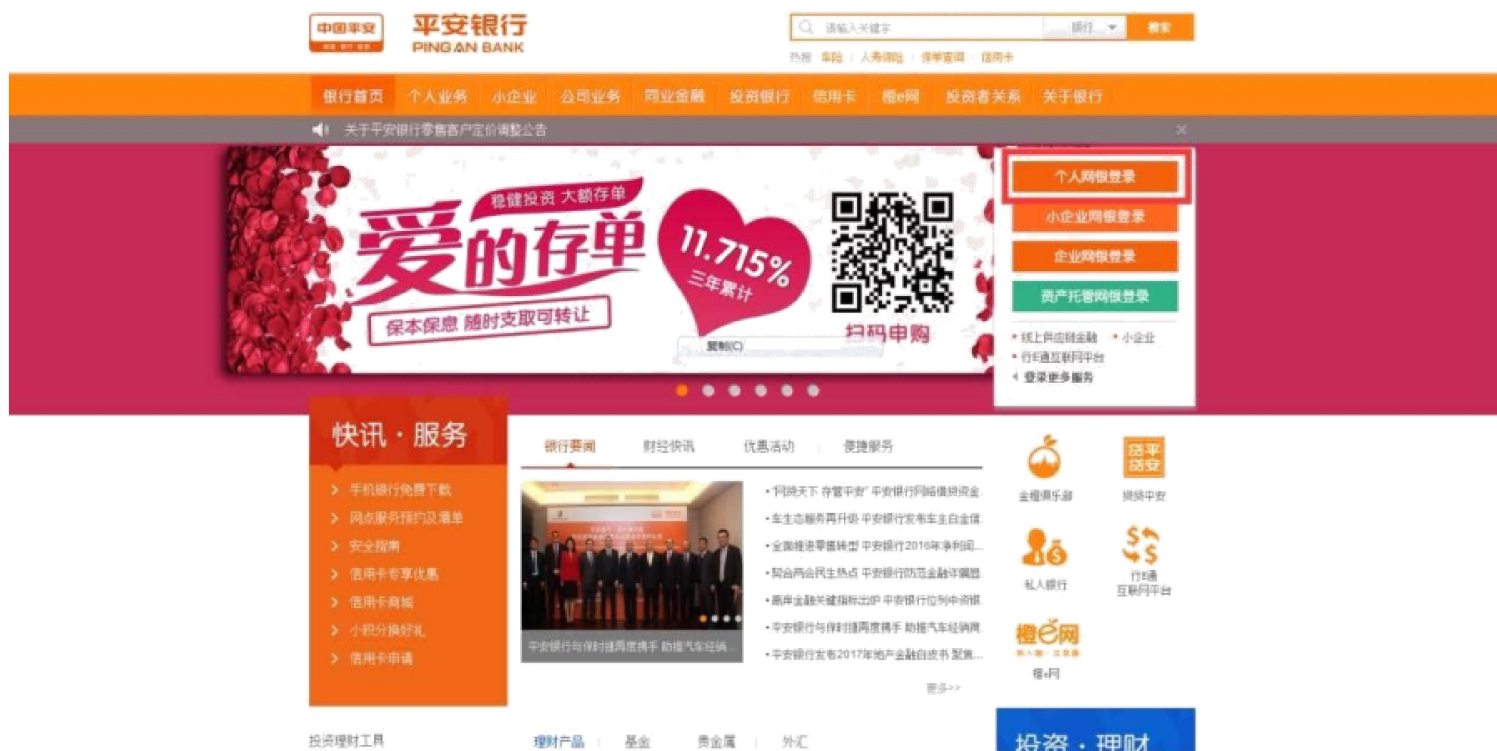 中国平安
平安银行
PING AN BANK
保险·银行·投资
请输入关键字
银行
搜索
热搜 车险 / 人寿保险 | 保单查询 | 信用卡
银行首页 个人业务 小企业 公司业务 同业金融 投资银行 信用卡 橙e网 投资者关系 关于银行
关于平安银行零售客户定价调整公告
稳健投资 大额存单
爱的存单
保本保息 随时支取可转让
11.715%
三年累计
扫码申购
复制(C)
个人网银登录
小企业网银登录
企业网银登录
资产托管网银登录
线上供应链金融 小企业
行E通互联网平台
登录更多服务
快讯·服务
手机银行免费下载
网点服务预约及清单
安全指南
信用卡专享优惠
信用卡商城
小积分换好礼
信用卡申请
银行要闻 财经快讯 优惠活动 便捷服务
平安银行与保时捷再度携手 助推汽车经销...
"网贷天下 存管平安" 平安银行网络借贷资金
车生态服务再升级 平安银行发布车主白金信
全面推进零售转型 平安银行2016年净利润...
契合两会民生热点 平安银行防范金融诈骗
离岸金融关键指标出炉 平安银行位列中资银
平安银行与保时捷再度携手 助推汽车经销商
平安银行发布2017年地产金融白皮书 聚焦...
更多>>
金橙俱乐部
贷平
贷安
贷贷平安
私人银行
行E通
互联网平台
橙e网
橙e网
投资理财工具
理财产品 基金 贵金属 外汇
投资·理财